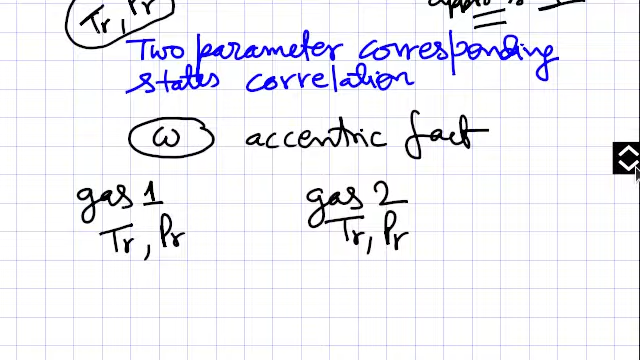 Tr, Pr
Two parameter corresponding
states correlation
ω accentric fact
gas 1 gas 2
Tr, Pr Tr, Pr